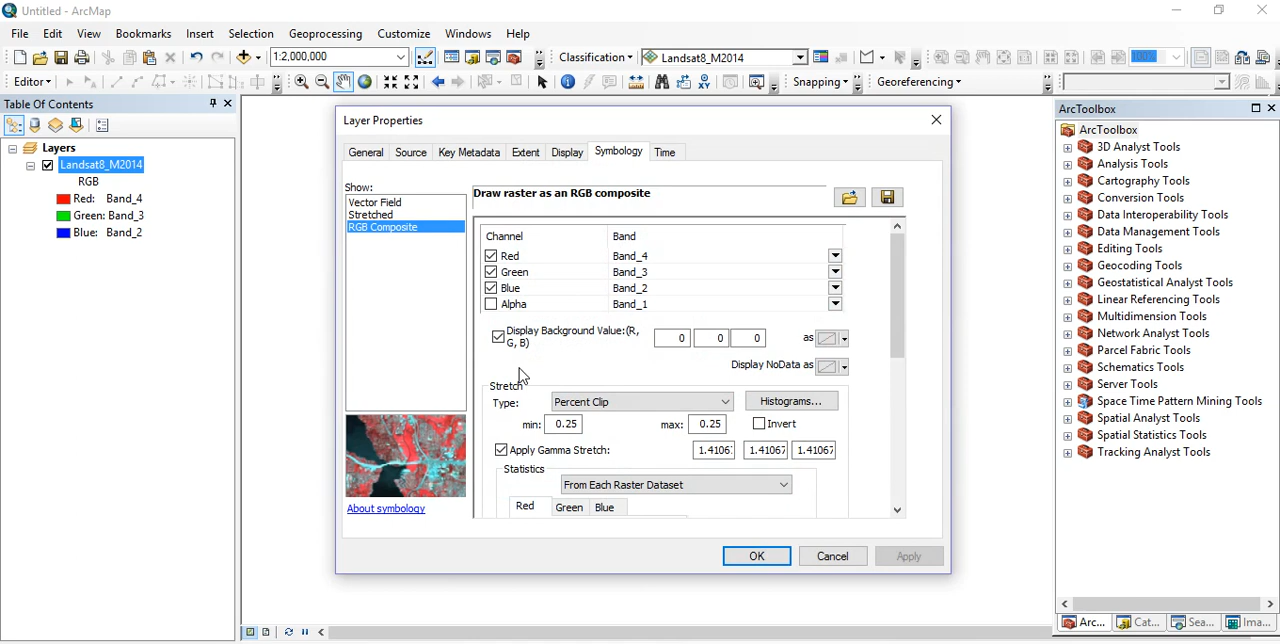 Untitled - ArcMap
File Edit View Bookmarks Insert Selection Geoprocessing Customize Windows Help
1:2,000,000 Classification Landsat8_M2014 100%
Editor Snapping Georeferencing
Table Of Contents
Layers
Landsat8_M2014
RGB
Red: Band_4
Green: Band_3
Blue: Band_2
Layer Properties
General Source Key Metadata Extent Display Symbology Time
Show:
Vector Field
Stretched
RGB Composite
About symbology
Draw raster as an RGB composite
Channel Band
Red Band_4
Green Band_3
Blue Band_2
Alpha Band_1
Display Background Value:(R, G, B) 0 0 0 as
Display NoData as
Stretch
Type: Percent Clip Histograms...
min: 0.25 max: 0.25 Invert
Apply Gamma Stretch: 1.41067 1.41067 1.41067
Statistics
From Each Raster Dataset
Red Green Blue
OK Cancel Apply
ArcToolbox
ArcToolbox
3D Analyst Tools
Analysis Tools
Cartography Tools
Conversion Tools
Data Interoperability Tools
Data Management Tools
Editing Tools
Geocoding Tools
Geostatistical Analyst Tools
Linear Referencing Tools
Multidimension Tools
Network Analyst Tools
Parcel Fabric Tools
Schematics Tools
Server Tools
Space Time Pattern Mining Tools
Spatial Analyst Tools
Spatial Statistics Tools
Tracking Analyst Tools
Arc... Cat... Sea... Ima...